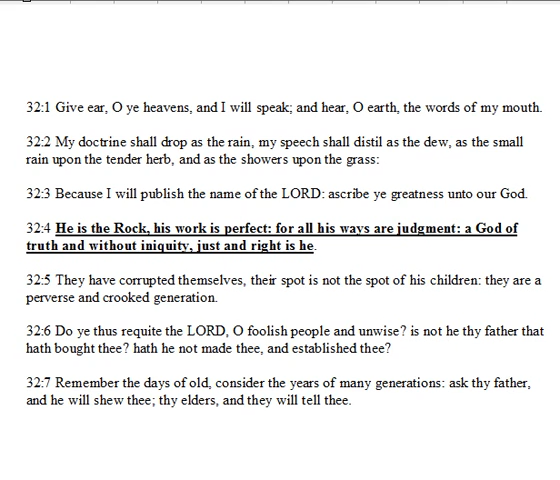 32:1 Give ear, O ye heavens, and I will speak; and hear, O earth, the words of my mouth.
32:2 My doctrine shall drop as the rain, my speech shall distil as the dew, as the small
rain upon the tender herb, and as the showers upon the grass:
32:3 Because I will publish the name of the LORD: ascribe ye greatness unto our God.
32:4 He is the Rock, his work is perfect: for all his ways are judgment: a God of
truth and without iniquity, just and right is he.
32:5 They have corrupted themselves, their spot is not the spot of his children: they are a
perverse and crooked generation.
32:6 Do ye thus requite the LORD, O foolish people and unwise? is not he thy father that
hath bought thee? hath he not made thee, and established thee?
32:7 Remember the days of old, consider the years of many generations: ask thy father,
and he will shew thee; thy elders, and they will tell thee.